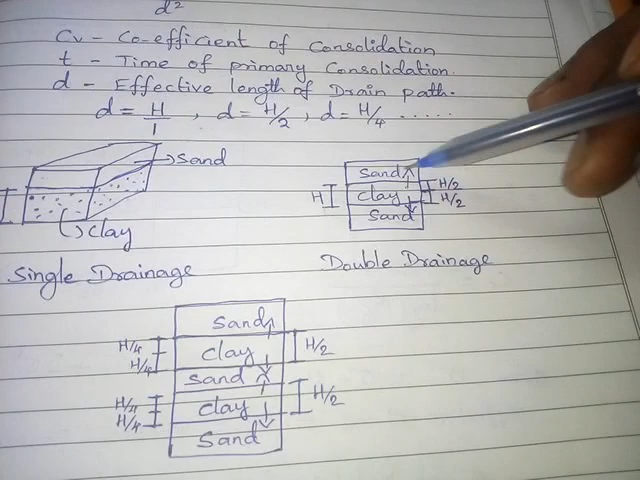 d²
Cv - Co-efficient of Consolidation
t - Time of primary Consolidation.
d - Effective length of Drain path.
d = H/1 , d = H/2 , d = H/4 .....
Sand
clay
Single Drainage
Sand
H clay H/2
H/2
Sand
Double Drainage
Sand
H/4 clay H/2
H/4
Sand
H/4 clay H/2
H/4
Sand